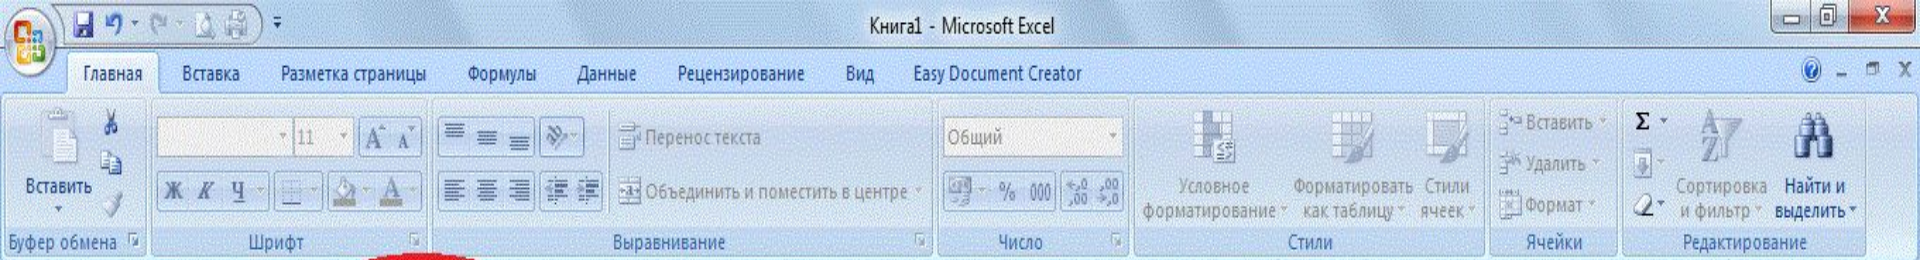 Книга1 - Microsoft Excel
Главная Вставка Разметка страницы Формулы Данные Рецензирование Вид Easy Document Creator
11 А А Перенос текста Общий Σ А Вставить
Я Удалить
Вставить Ж К Ч А Объединить и поместить в центре % 000 Условное Форматировать Стили Формат Сортировка Найти и
форматирование как таблицу ячеек и фильтр выделить
Буфер обмена Шрифт Выравнивание Число Стили Ячейки Редактирование